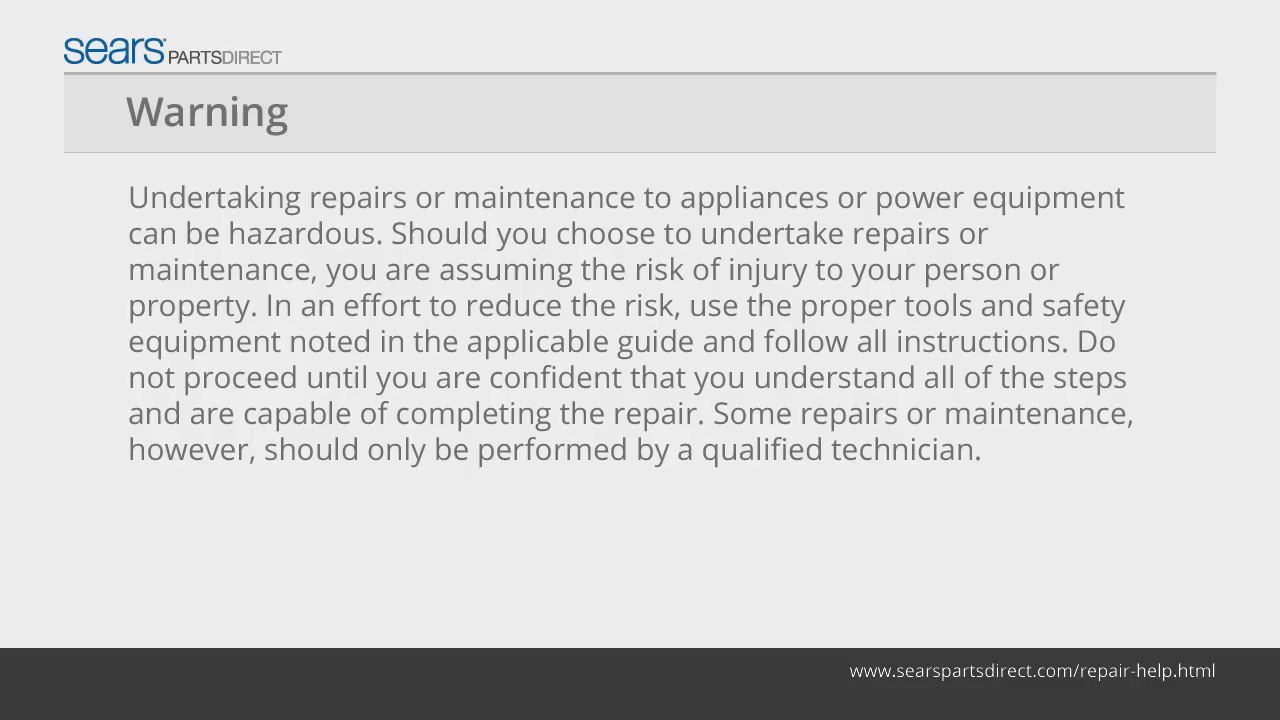 sears PARTSDIRECT
Warning
Undertaking repairs or maintenance to appliances or power equipment
can be hazardous. Should you choose to undertake repairs or
maintenance, you are assuming the risk of injury to your person or
property. In an effort to reduce the risk, use the proper tools and safety
equipment noted in the applicable guide and follow all instructions. Do
not proceed until you are confident that you understand all of the steps
and are capable of completing the repair. Some repairs or maintenance,
however, should only be performed by a qualified technician.
www.searspartsdirect.com/repair-help.html